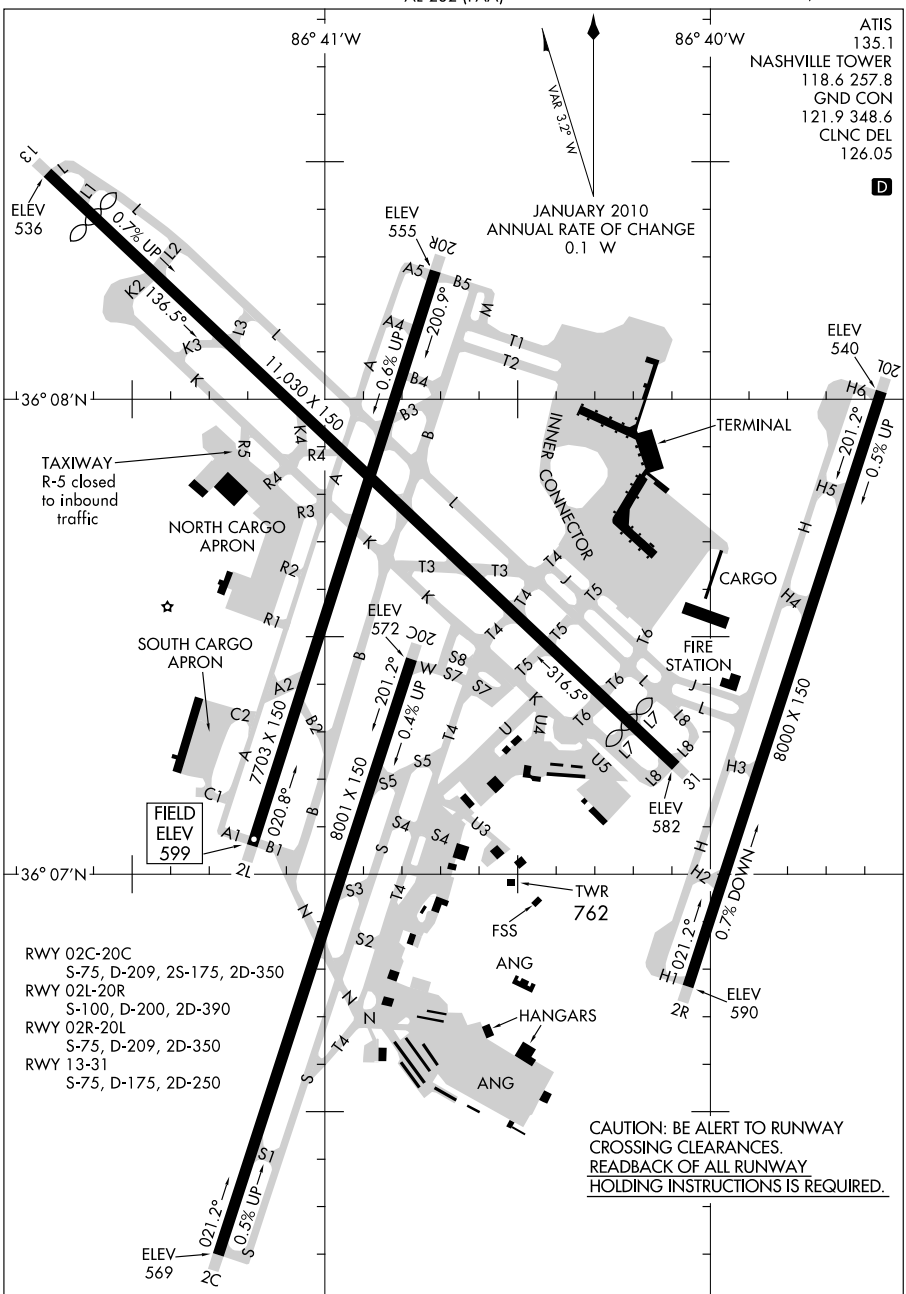 AL-282 (FAA)
86° 41'W
86° 40'W
ATIS
135.1
NASHVILLE TOWER
118.6 257.8
GND CON
121.9 348.6
CLNC DEL
126.05
D
VAR 3.2° W
JANUARY 2010
ANNUAL RATE OF CHANGE
0.1 W
13
L
L1
L
ELEV
536
0.7% UP
L2
K2
136.5°
K3
L3
L
K
11,030 X 150
ELEV
555
20R
A5
B5
200.9°
A4
M
A
0.6% UP
T1
T2
B4
B3
B
ELEV
540
20L
H6
201.2°
0.5% UP
H5
36° 08'N
INNER CONNECTOR
TERMINAL
TAXIWAY
R-5 closed
to inbound
traffic
R5
K4
R4
R4
A
L
R3
NORTH CARGO
APRON
K
R2
T3
T3
T4
T4
J
T5
CARGO
H
H4
R1
K
ELEV
572
20C
T4
T5
T6
SOUTH CARGO
APRON
B
W
S8
S7
S7
T5
316.5°
FIRE
STATION
L
J
L
A2
B2
C2
201.2°
0.4% UP
T4
K
T6
T6
L7
L7
L8
L8
L8
U
U4
U5
31
8000 X 150
A
7703 X 150
C1
S5
S5
H3
FIELD
ELEV
599
A1
B1
020.8°
B
8001 X 150
S4
S4
S
U3
ELEV
582
H
2L
36° 07'N
N
S3
T4
TWR
762
H2
S2
FSS
0.7% DOWN
021.2°
RWY 02C-20C
S-75, D-209, 2S-175, 2D-350
RWY 02L-20R
S-100, D-200, 2D-390
RWY 02R-20L
S-75, D-209, 2D-350
RWY 13-31
S-75, D-175, 2D-250
ANG
H1
2R
ELEV
590
N
N
T4
HANGARS
S
ANG
CAUTION: BE ALERT TO RUNWAY
CROSSING CLEARANCES.
READBACK OF ALL RUNWAY
HOLDING INSTRUCTIONS IS REQUIRED.
S1
021.2°
0.5% UP
S
ELEV
569
2C